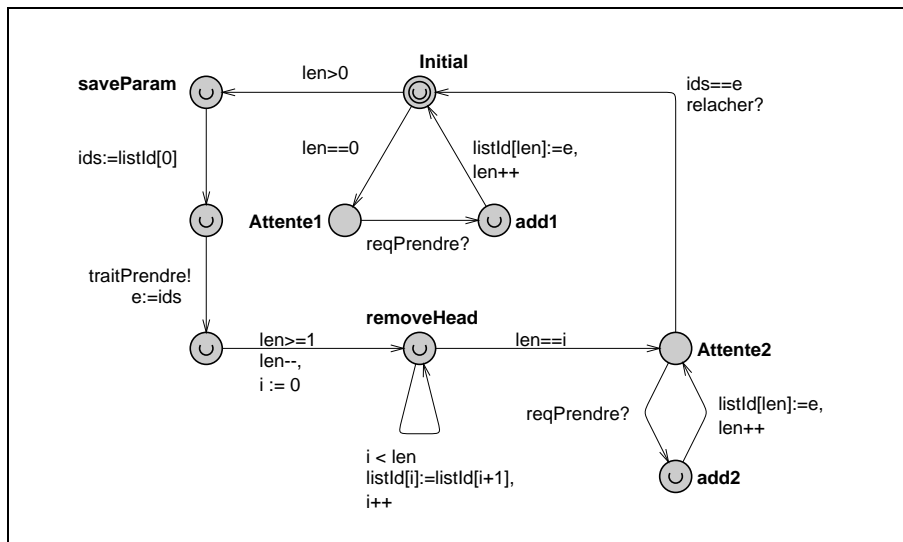 Initial
len>0
saveParam
ids==e
relacher?
len==0
listId[len]:=e,
len++
ids:=listId[0]
Attente1
add1
reqPrendre?
traitPrendre!
e:=ids
removeHead
len>=1
len--,
i := 0
len==i
Attente2
reqPrendre?
listId[len]:=e,
len++
i < len
listId[i]:=listId[i+1],
i++
add2